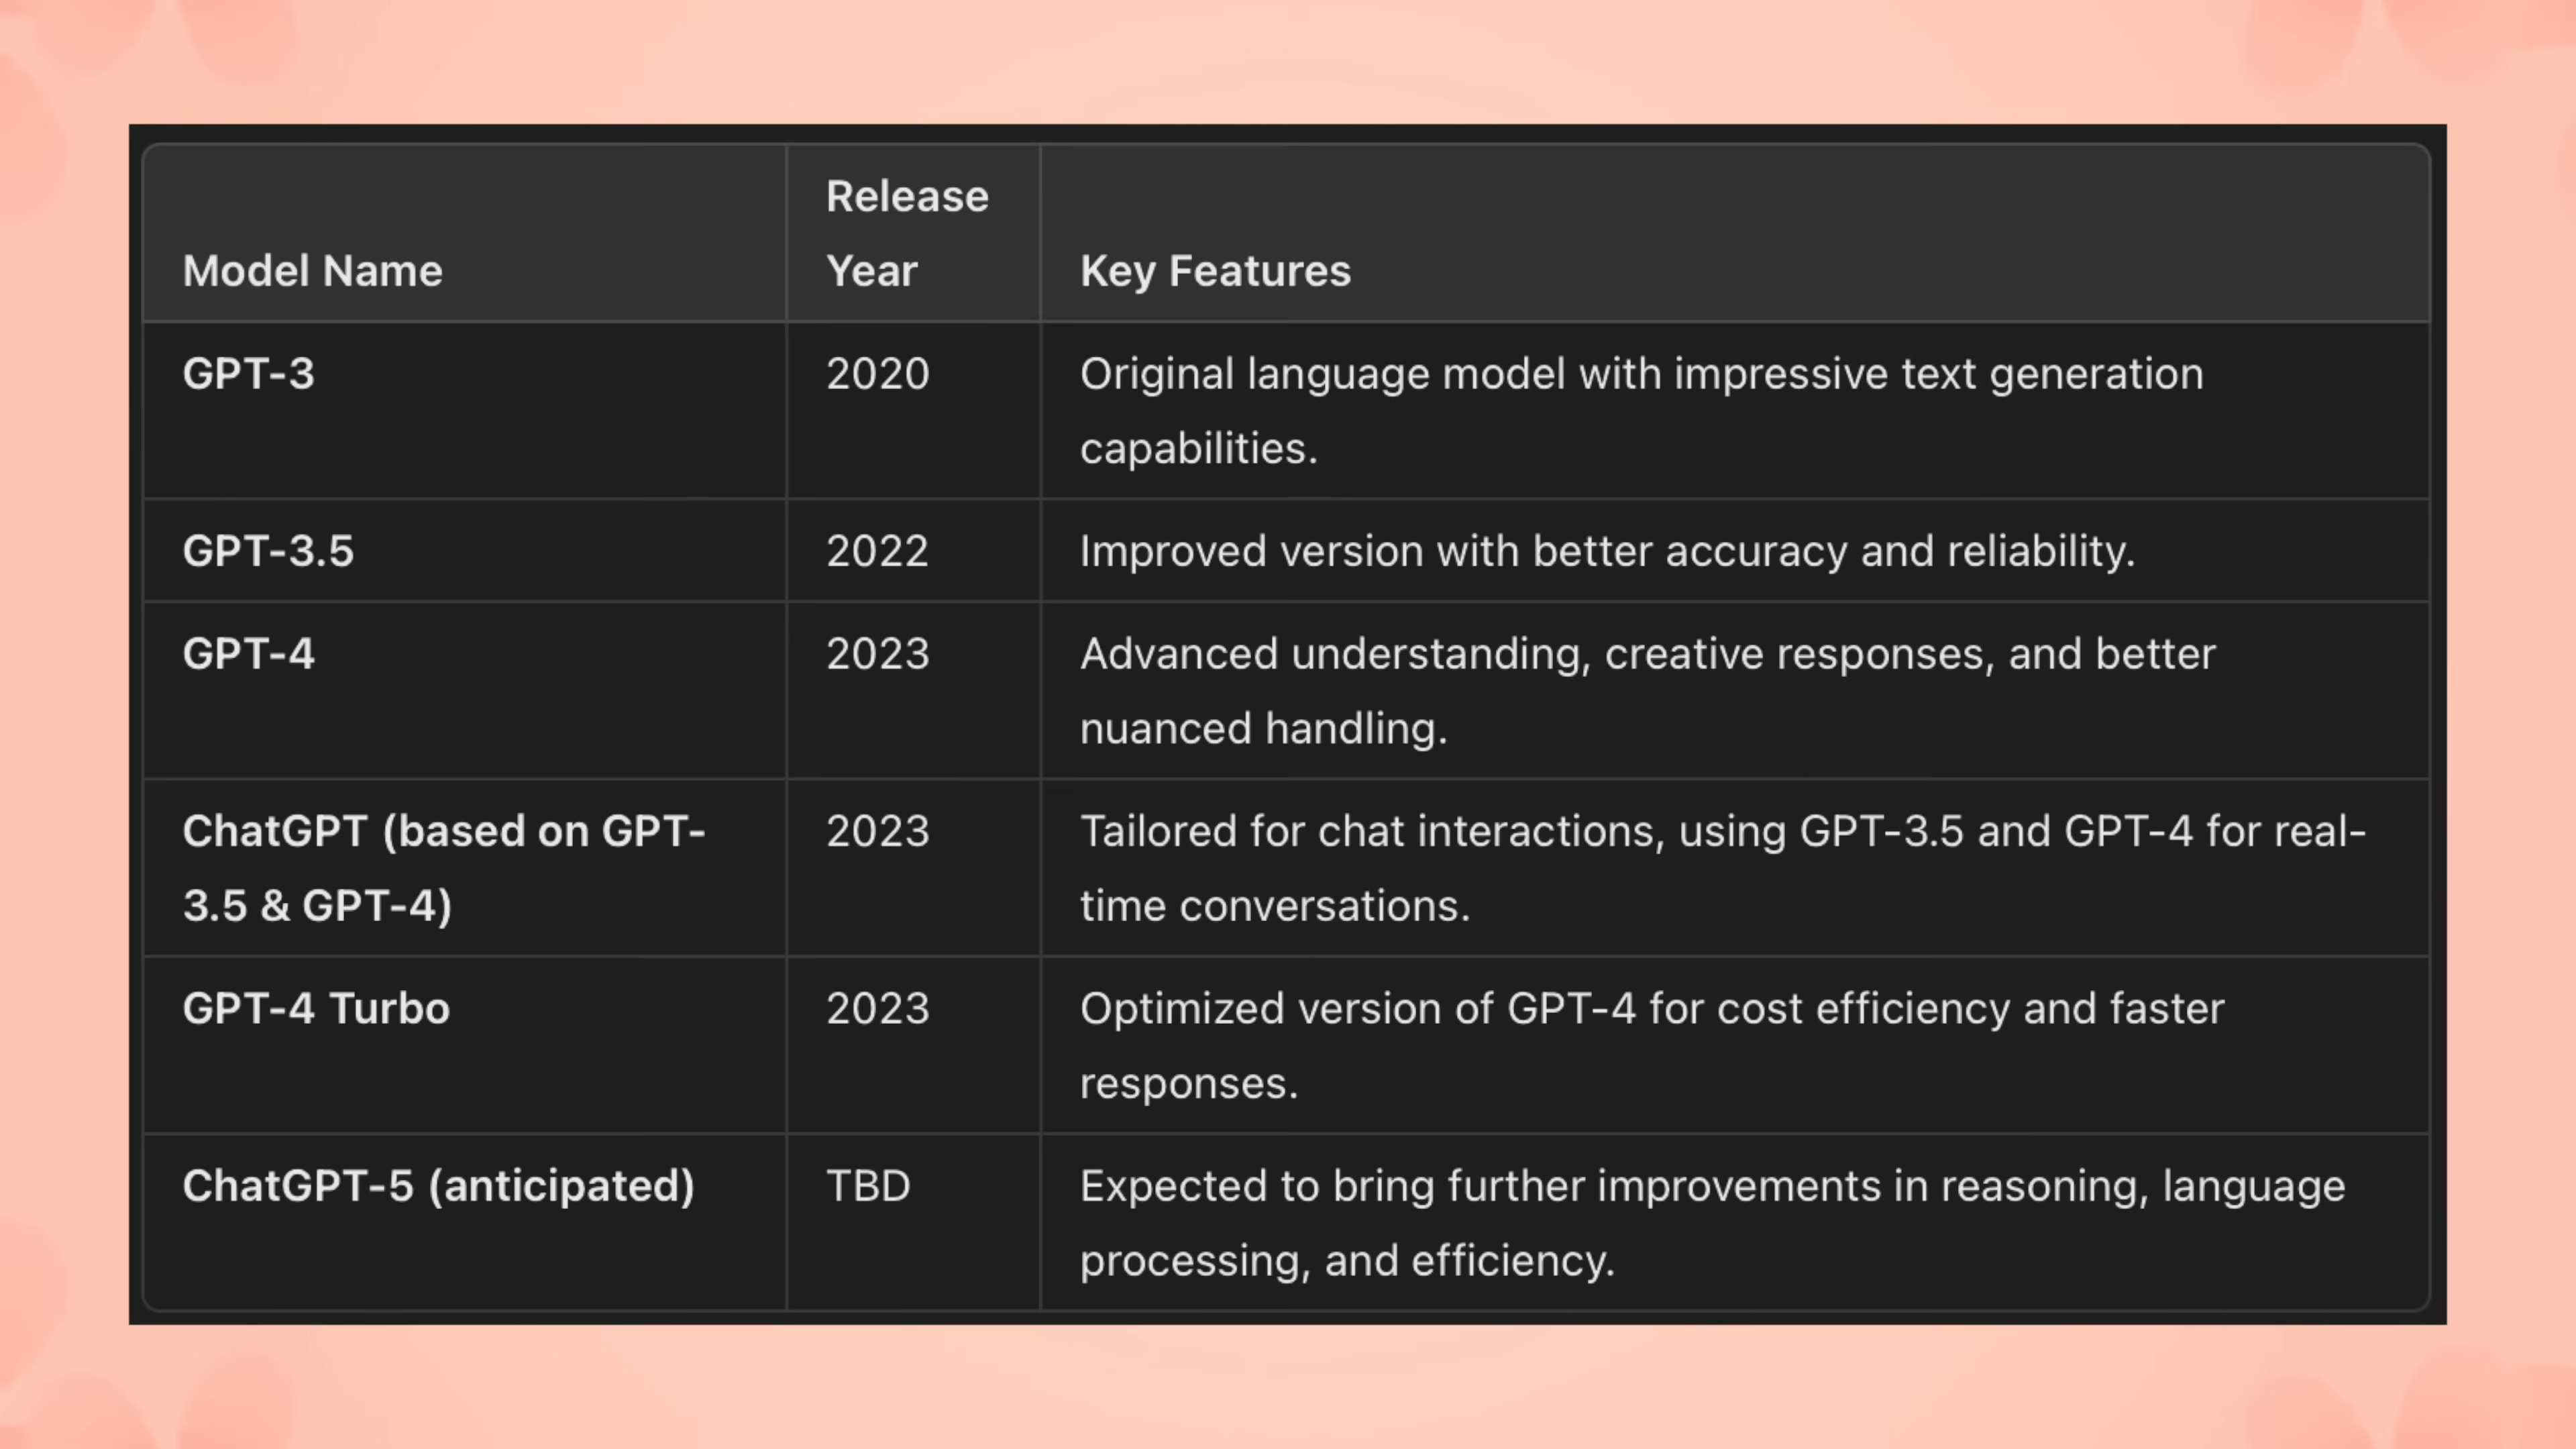 Model Name
Release
Year
Key Features
GPT-3
2020
Original language model with impressive text generation
capabilities.
GPT-3.5
2022
Improved version with better accuracy and reliability.
GPT-4
2023
Advanced understanding, creative responses, and better
nuanced handling.
ChatGPT (based on GPT-
3.5 & GPT-4)
2023
Tailored for chat interactions, using GPT-3.5 and GPT-4 for real-
time conversations.
GPT-4 Turbo
2023
Optimized version of GPT-4 for cost efficiency and faster
responses.
ChatGPT-5 (anticipated)
TBD
Expected to bring further improvements in reasoning, language
processing, and efficiency.